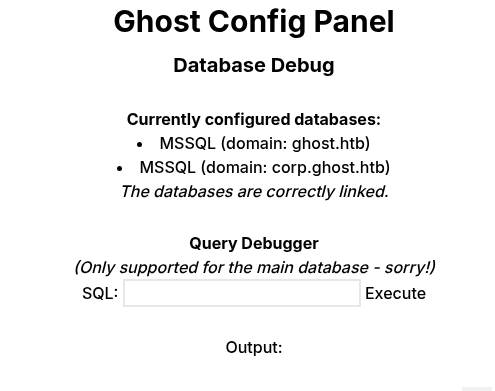 Ghost Config Panel
Database Debug
Currently configured databases:
• MSSQL (domain: ghost.htb)
• MSSQL (domain: corp.ghost.htb)
The databases are correctly linked.
Query Debugger
(Only supported for the main database - sorry!)
SQL: Execute
Output: